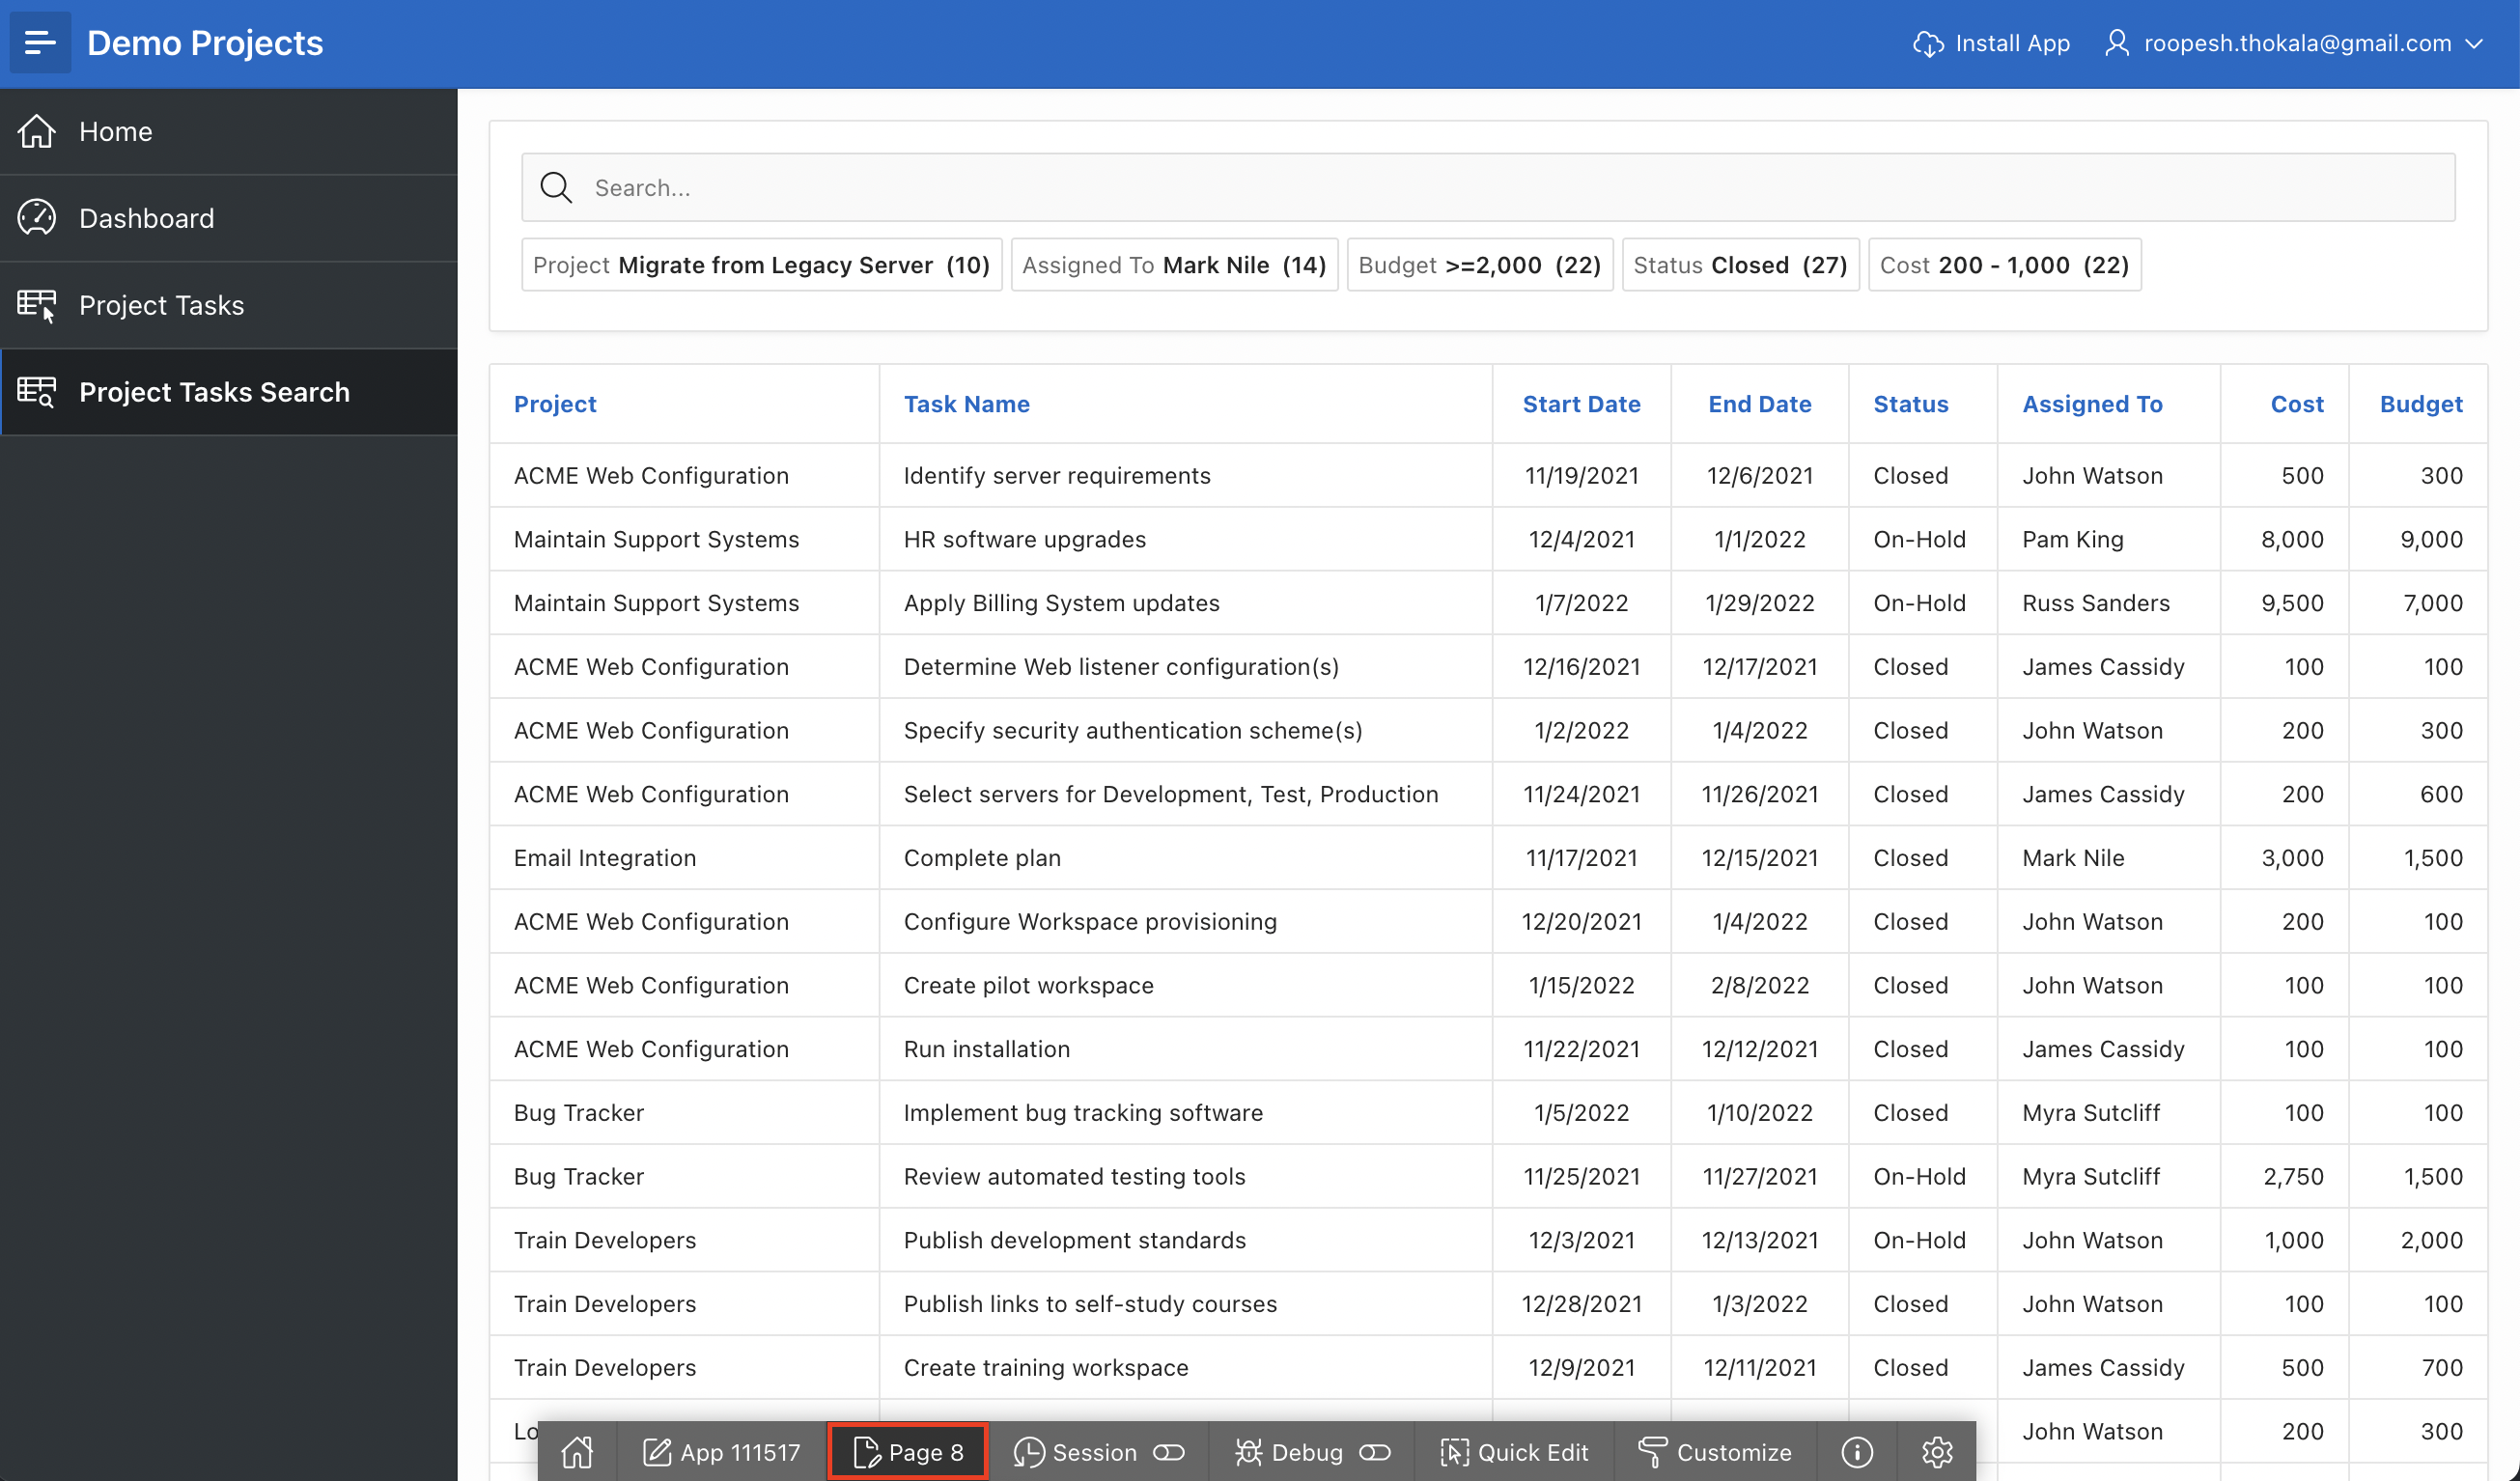 Demo Projects
Install App
roopesh.thokala@gmail.com
Home
Dashboard
Project Tasks
Project Tasks Search
Search...
Project Migrate from Legacy Server (10)
Assigned To Mark Nile (14)
Budget >=2,000 (22)
Status Closed (27)
Cost 200 - 1,000 (22)
Project Task Name Start Date End Date Status Assigned To Cost Budget
ACME Web Configuration Identify server requirements 11/19/2021 12/6/2021 Closed John Watson 500 300
Maintain Support Systems HR software upgrades 12/4/2021 1/1/2022 On-Hold Pam King 8,000 9,000
Maintain Support Systems Apply Billing System updates 1/7/2022 1/29/2022 On-Hold Russ Sanders 9,500 7,000
ACME Web Configuration Determine Web listener configuration(s) 12/16/2021 12/17/2021 Closed James Cassidy 100 100
ACME Web Configuration Specify security authentication scheme(s) 1/2/2022 1/4/2022 Closed John Watson 200 300
ACME Web Configuration Select servers for Development, Test, Production 11/24/2021 11/26/2021 Closed James Cassidy 200 600
Email Integration Complete plan 11/17/2021 12/15/2021 Closed Mark Nile 3,000 1,500
ACME Web Configuration Configure Workspace provisioning 12/20/2021 1/4/2022 Closed John Watson 200 100
ACME Web Configuration Create pilot workspace 1/15/2022 2/8/2022 Closed John Watson 100 100
ACME Web Configuration Run installation 11/22/2021 12/12/2021 Closed James Cassidy 100 100
Bug Tracker Implement bug tracking software 1/5/2022 1/10/2022 Closed Myra Sutcliff 100 100
Bug Tracker Review automated testing tools 11/25/2021 11/27/2021 On-Hold Myra Sutcliff 2,750 1,500
Train Developers Publish development standards 12/3/2021 12/13/2021 On-Hold John Watson 1,000 2,000
Train Developers Publish links to self-study courses 12/28/2021 1/3/2022 Closed John Watson 100 100
Train Developers Create training workspace 12/9/2021 12/11/2021 Closed James Cassidy 500 700
John Watson 200 300
App 111517 Page 8 Session Debug Quick Edit Customize